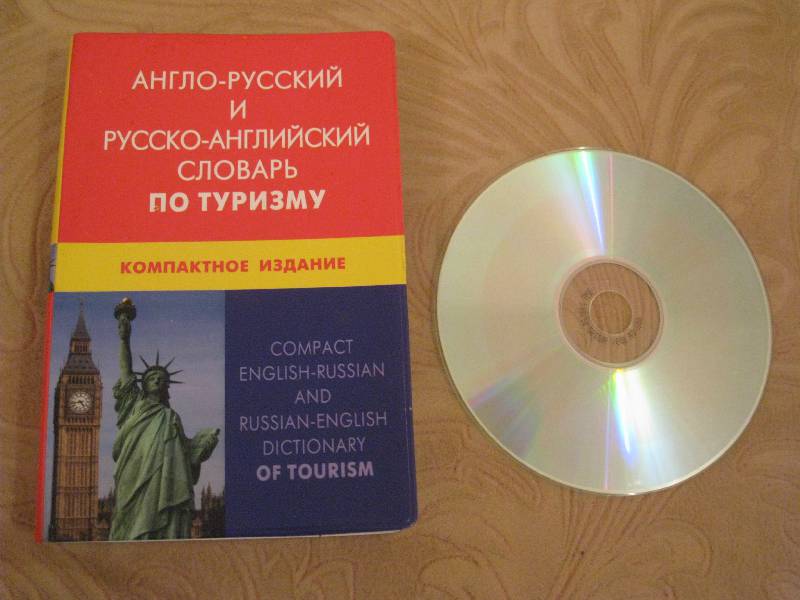 АНГЛО-РУССКИЙ
И
РУССКО-АНГЛИЙСКИЙ
СЛОВАРЬ
ПО ТУРИЗМУ
КОМПАКТНОЕ ИЗДАНИЕ
COMPACT
ENGLISH-RUSSIAN
AND
RUSSIAN-ENGLISH
DICTIONARY
OF TOURISM